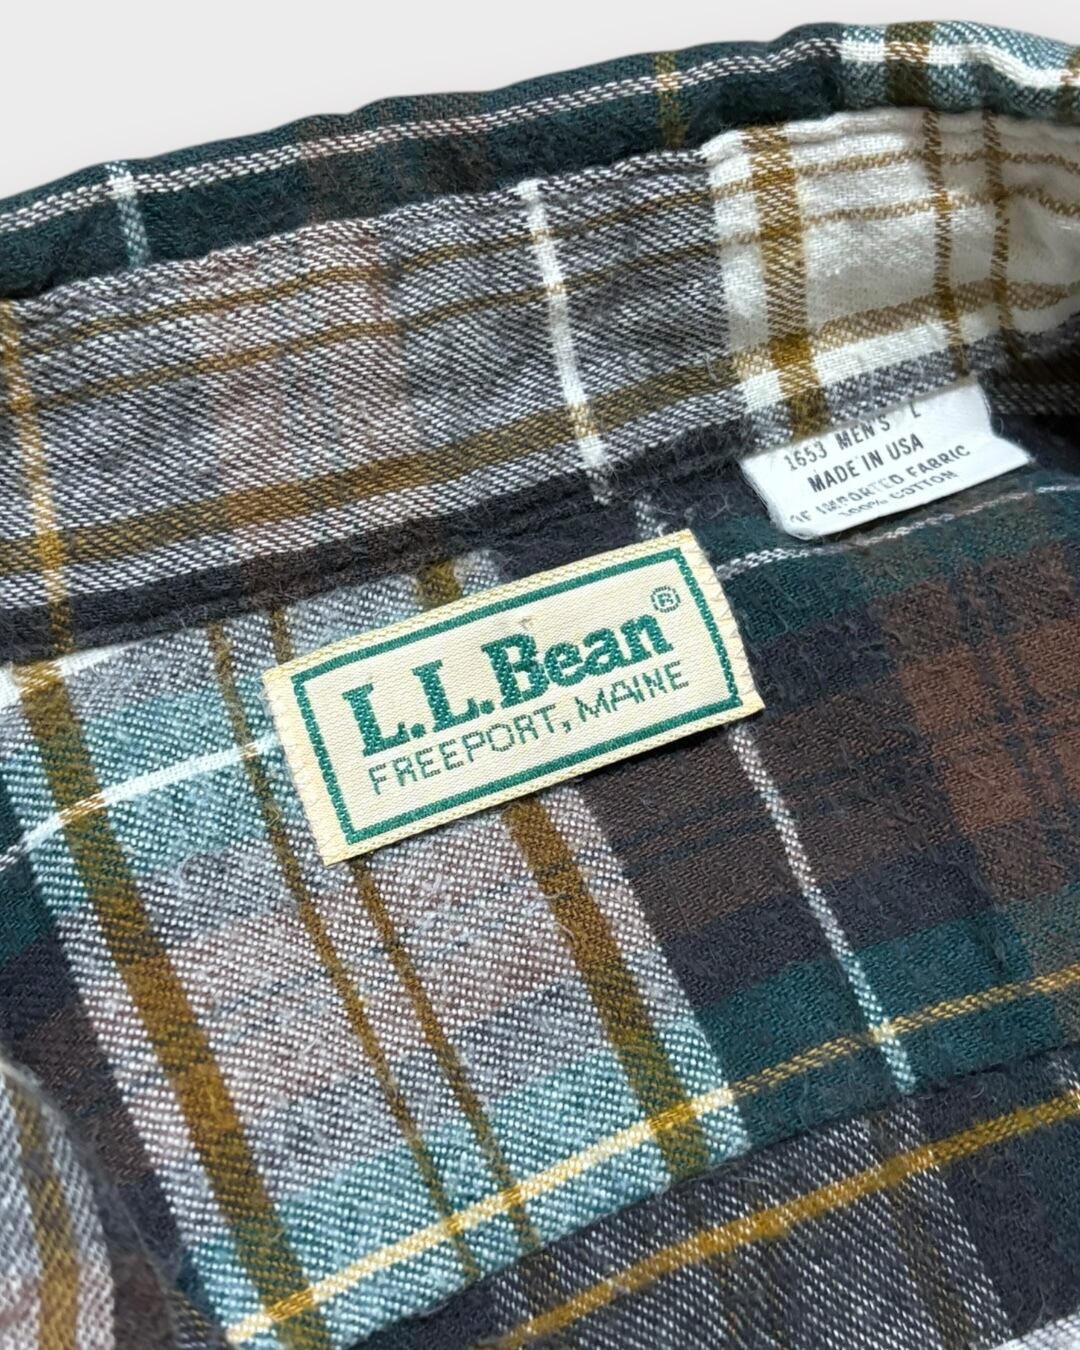 1653 MEN'S L
MADE IN USA
OF IMPORTED FABRIC
100% COTTON
L.L.Bean®
FREEPORT, MAINE